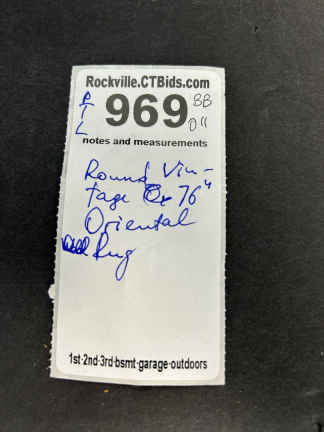 Rockville.CTBids.com
969 BB
notes and measurements
Round Vin-
tage 76"
Oriental
Rug
1st·2nd·3rd·bsmt·garage·outdoors